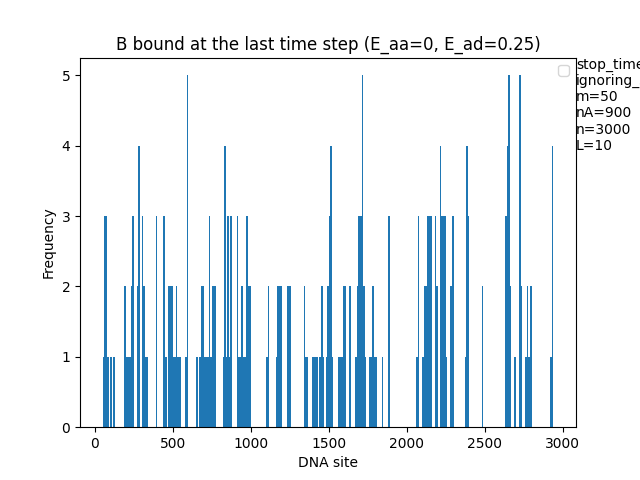 B bound at the last time step (E_aa=0, E_ad=0.25)
stop_time
ignoring_
m=50
nA=900
n=3000
L=10
5
4
3
2
1
0
Frequency
0 500 1000 1500 2000 2500 3000
DNA site